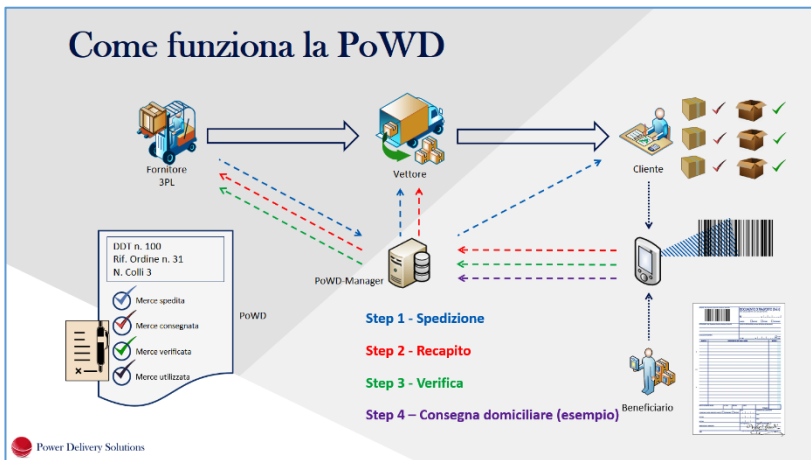 Come funziona la PoWD
Fornitore
3PL
Vettore
Cliente
DDT n. 100
Rif. Ordine n. 31
N. Colli 3
Merce spedita
Merce consegnata
Merce verificata
Merce utilizzata
PoWD
PoWD-Manager
Step 1 - Spedizione
Step 2 - Recapito
Step 3 - Verifica
Step 4 – Consegna domiciliare (esempio)
Beneficiario
Power Delivery Solutions